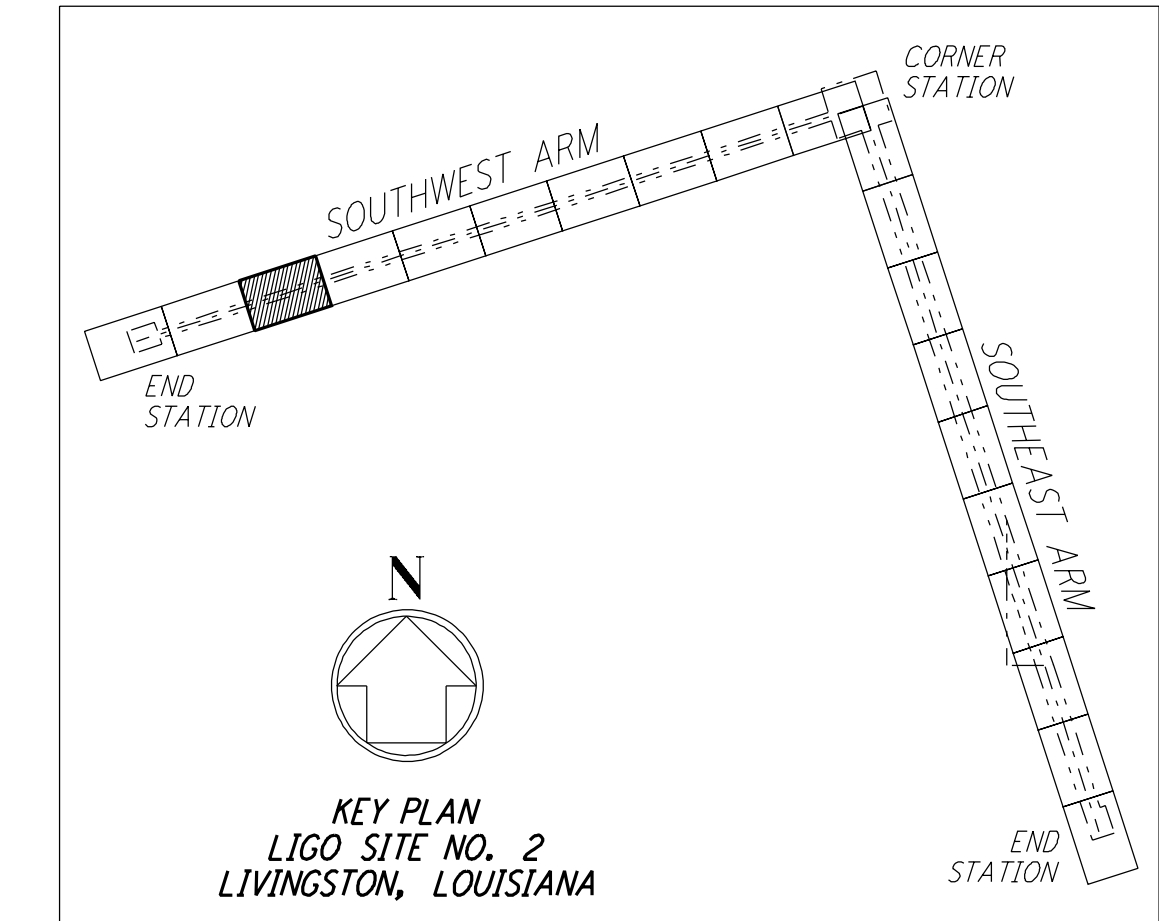 CORNER
STATION
SOUTHWEST ARM
END
STATION
SOUTHEAST ARM
N
KEY PLAN
LIGO SITE NO. 2
LIVINGSTON, LOUISIANA
END
STATION